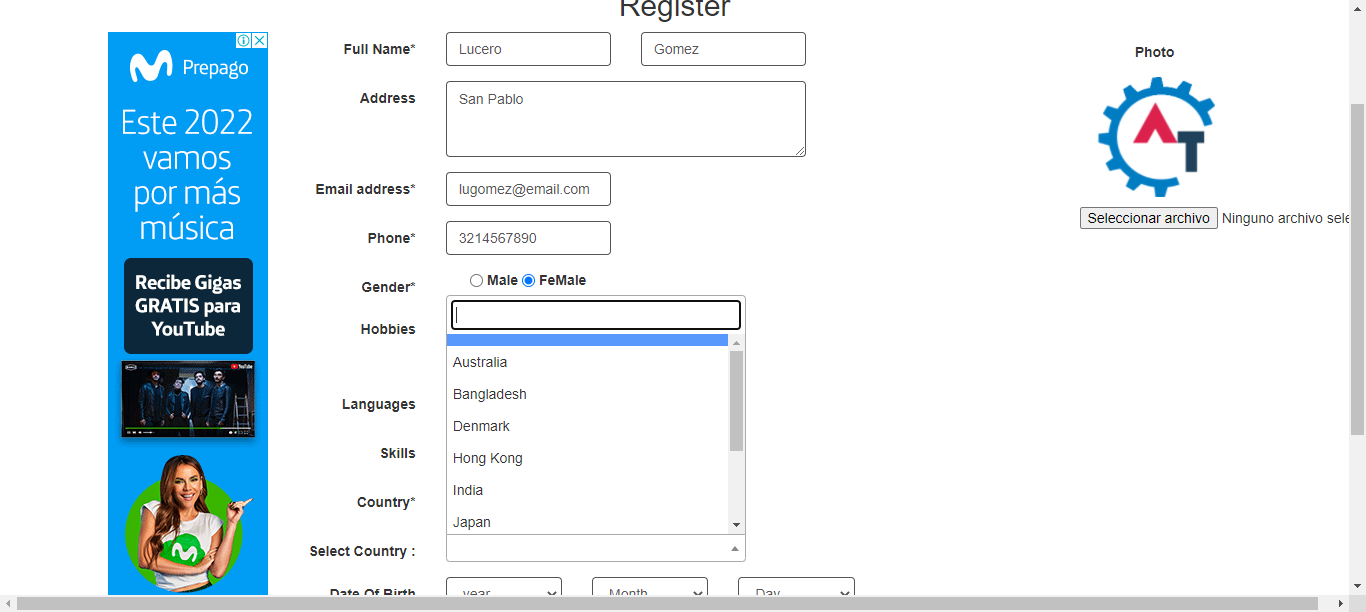 Register
Prepago
Este 2022
vamos
por más
música
Recibe Gigas
GRATIS para
YouTube
YouTube
Full Name*
Lucero
Gomez
Address
San Pablo
Email address*
lugomez@email.com
Phone*
3214567890
Gender*
Male
FeMale
Hobbies
Australia
Bangladesh
Denmark
Hong Kong
India
Japan
Languages
Skills
Country*
Select Country :
Date Of Birth
year
Month
Day
Photo
AT
Seleccionar archivo
Ninguno archivo sele